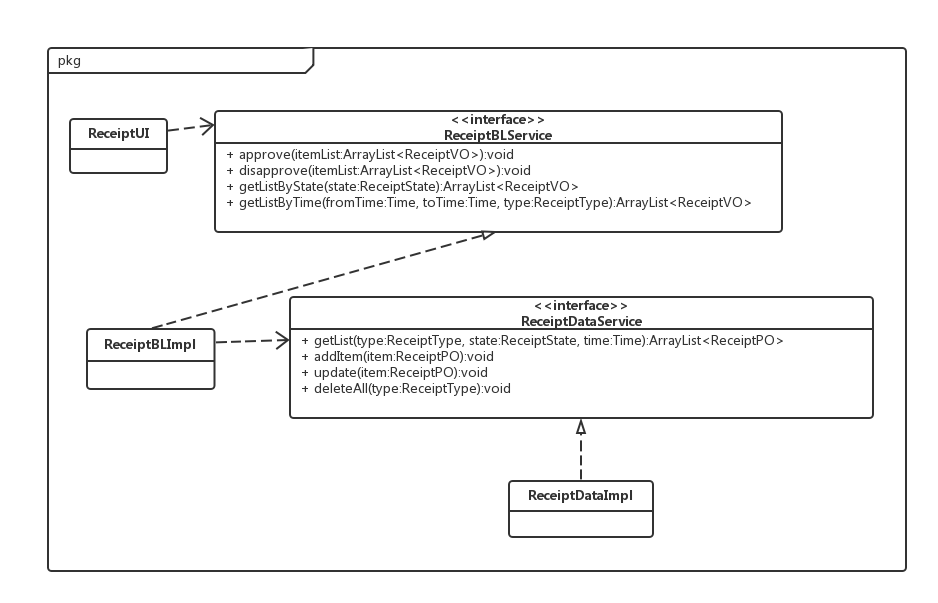 pkg
ReceiptUI
<<interface>>
ReceiptBLService
+ approve(itemList:ArrayList<ReceiptVO>):void
+ disapprove(itemList:ArrayList<ReceiptVO>):void
+ getListByState(state:ReceiptState):ArrayList<ReceiptVO>
+ getListByTime(fromTime:Time, toTime:Time, type:ReceiptType):ArrayList<ReceiptVO>
ReceiptBLImpl
<<interface>>
ReceiptDataService
+ getList(type:ReceiptType, state:ReceiptState, time:Time):ArrayList<ReceiptPO>
+ addItem(item:ReceiptPO):void
+ update(item:ReceiptPO):void
+ deleteAll(type:ReceiptType):void
ReceiptDataImpl